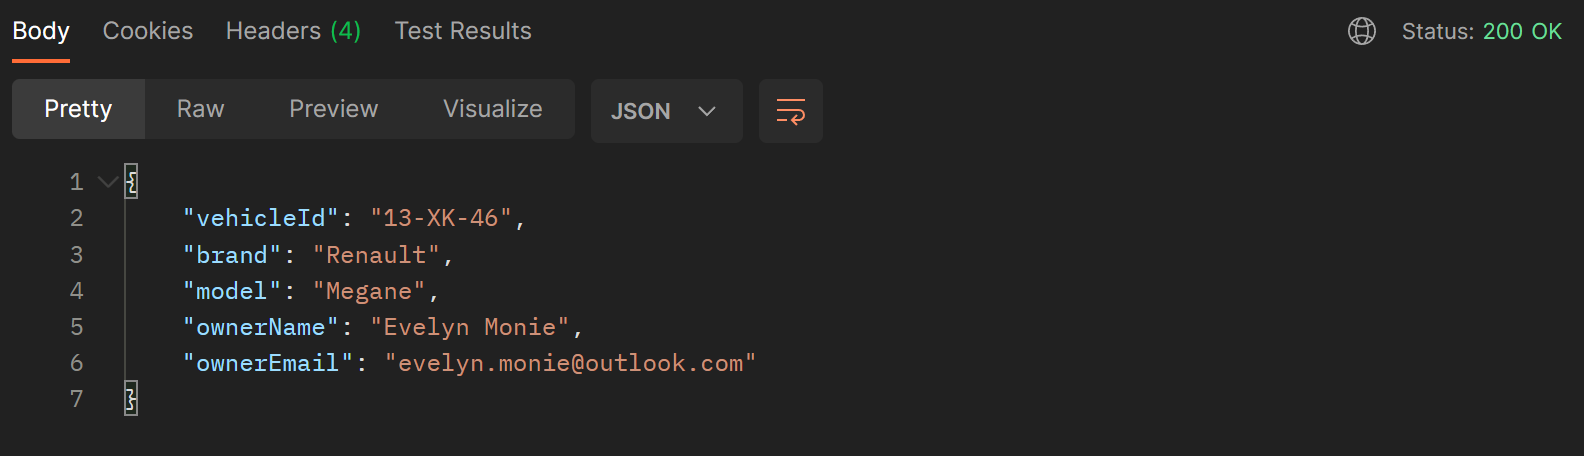 Body Cookies Headers (4) Test Results Status: 200 OK
Pretty Raw Preview Visualize JSON
1 {
2 "vehicleId": "13-XK-46",
3 "brand": "Renault",
4 "model": "Megane",
5 "ownerName": "Evelyn Monie",
6 "ownerEmail": "evelyn.monie@outlook.com"
7 }